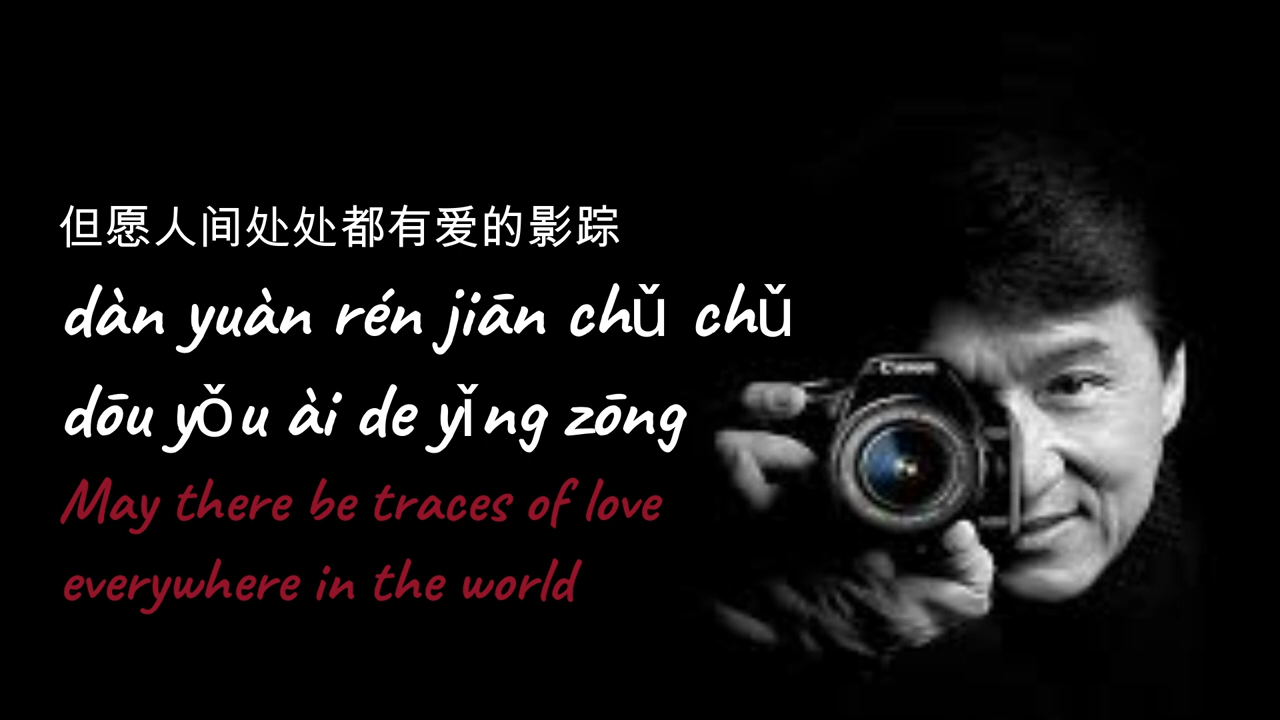 但愿人间处处都有爱的影踪
dàn yuàn rén jiān chǔ chǔ
dōu yǒu ài de yǐng zōng
May there be traces of love
everywhere in the world
Canon